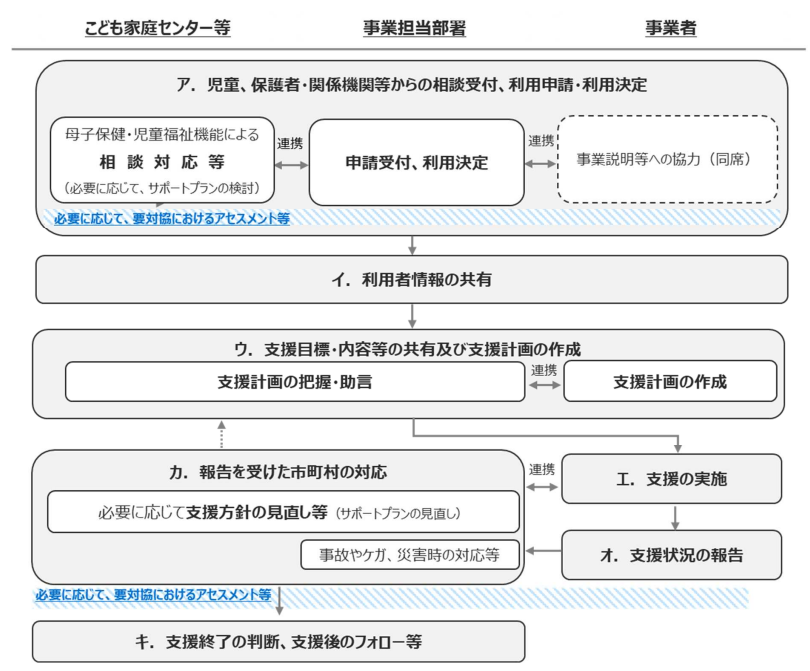 こども家庭センター等
事業担当部署
事業者
ア．児童、保護者・関係機関等からの相談受付、利用申請・利用決定
母子保健・児童福祉機能による
相談対応等
（必要に応じて、サポートプランの検討）
連携
申請受付、利用決定
連携
事業説明等への協力（同席）
必要に応じて、要対協におけるアセスメント等
イ．利用者情報の共有
ウ．支援目標・内容等の共有及び支援計画の作成
支援計画の把握・助言
連携
支援計画の作成
カ．報告を受けた市町村の対応
必要に応じて支援方針の見直し等（サポートプランの見直し）
事故やケガ、災害時の対応等
連携
エ．支援の実施
オ．支援状況の報告
必要に応じて、要対協におけるアセスメント等
キ．支援終了の判断、支援後のフォロー等